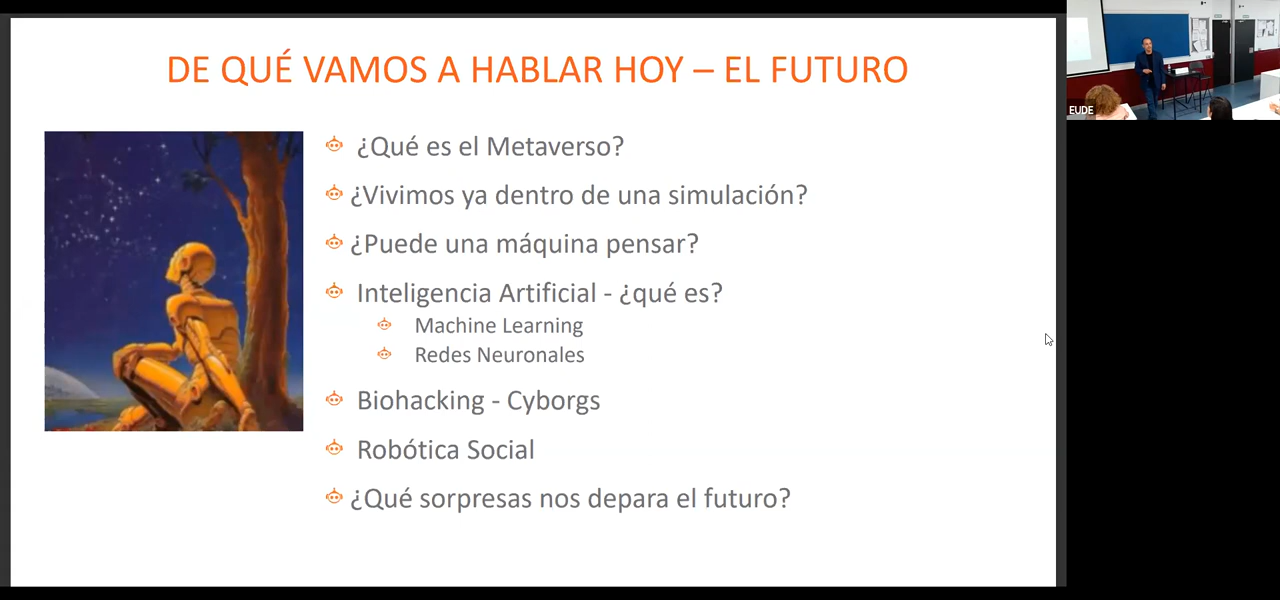 DE QUÉ VAMOS A HABLAR HOY – EL FUTURO
¿Qué es el Metaverso?
¿Vivimos ya dentro de una simulación?
¿Puede una máquina pensar?
Inteligencia Artificial - ¿qué es?
Machine Learning
Redes Neuronales
Biohacking - Cyborgs
Robótica Social
¿Qué sorpresas nos depara el futuro?
EUDE